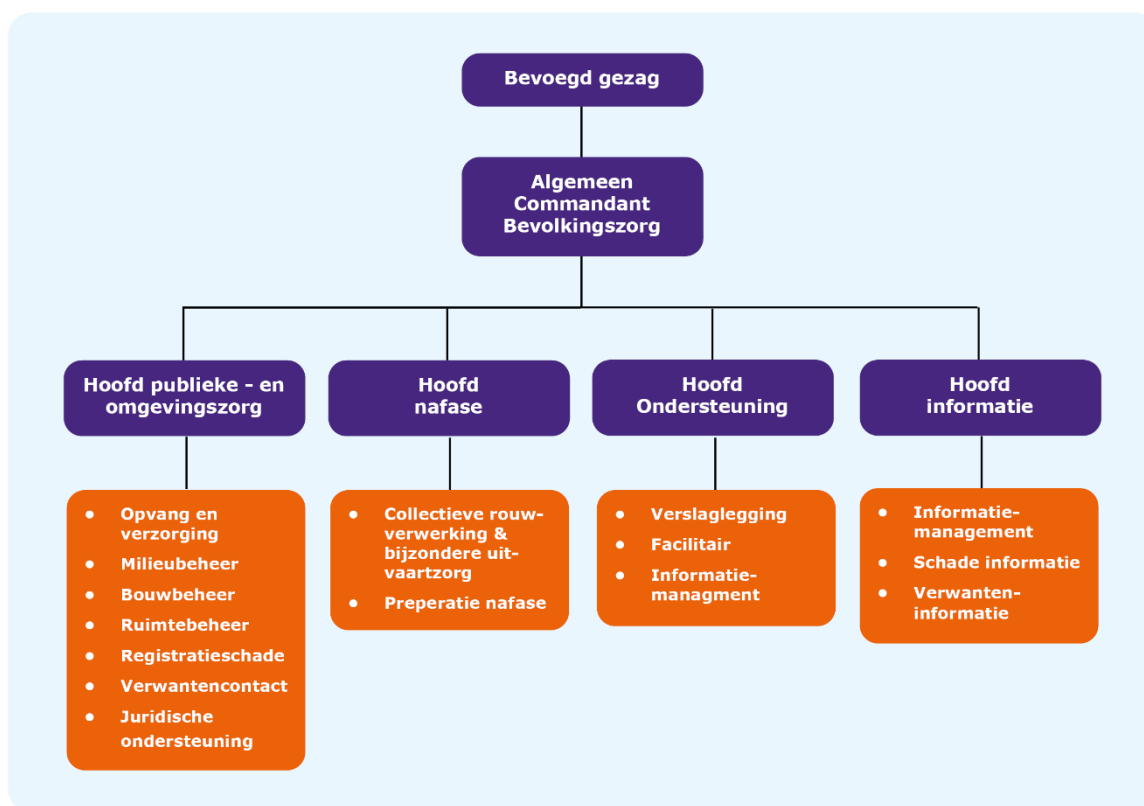 Bevoegd gezag
Algemeen
Commandant
Bevolkingszorg
Hoofd publieke - en
omgevingszorg
Hoofd
nafase
Hoofd
Ondersteuning
Hoofd
informatie
• Opvang en
verzorging
• Milieubeheer
• Bouwbeheer
• Ruimtebeheer
• Registratieschade
• Verwantencontact
• Juridische
ondersteuning
• Collectieve rouw-
verwerking &
bijzondere uit-
vaartzorg
• Preperatie nafase
• Verslaglegging
• Facilitair
• Informatie-
managment
• Informatie-
management
• Schade informatie
• Verwanten-
informatie